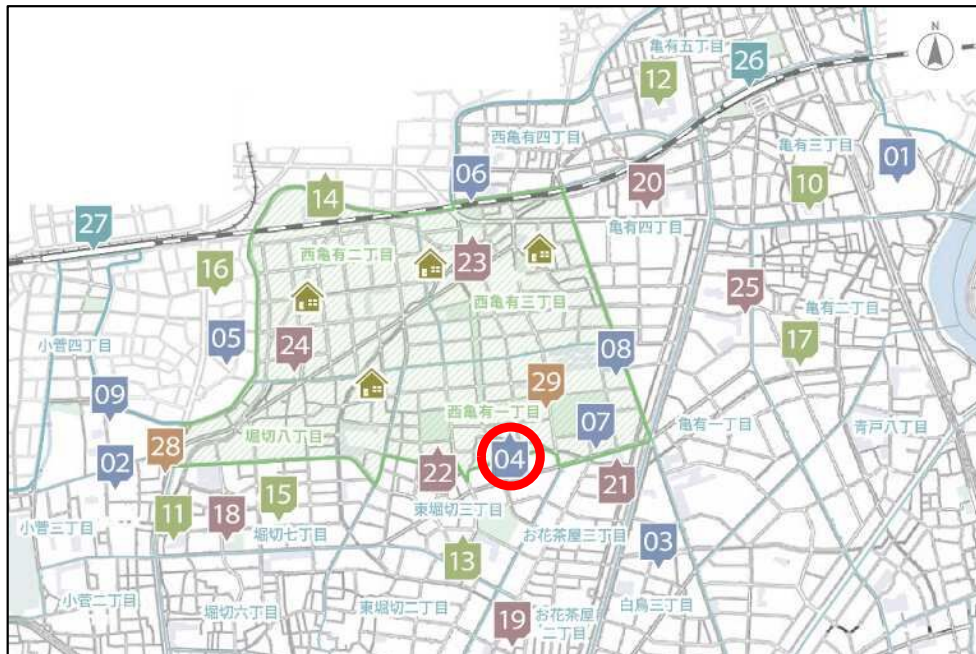 N
亀有五丁目
26
12
西亀有四丁目
亀有三丁目
01
06
20
10
14
亀有四丁目
27
西亀有二丁目
23
16
西亀有三丁目
25
亀有二丁目
小菅四丁目
05
24
08
17
29
09
西亀有一丁目
07
亀有一丁目
青戸八丁目
28
堀切八丁目
04
02
22
21
15
東堀切三丁目
小菅三丁目
11
18
堀切七丁目
お花茶屋三丁目
03
13
小菅二丁目
堀切六丁目
東堀切二丁目
19
お花茶屋
二丁目
白鳥三丁目